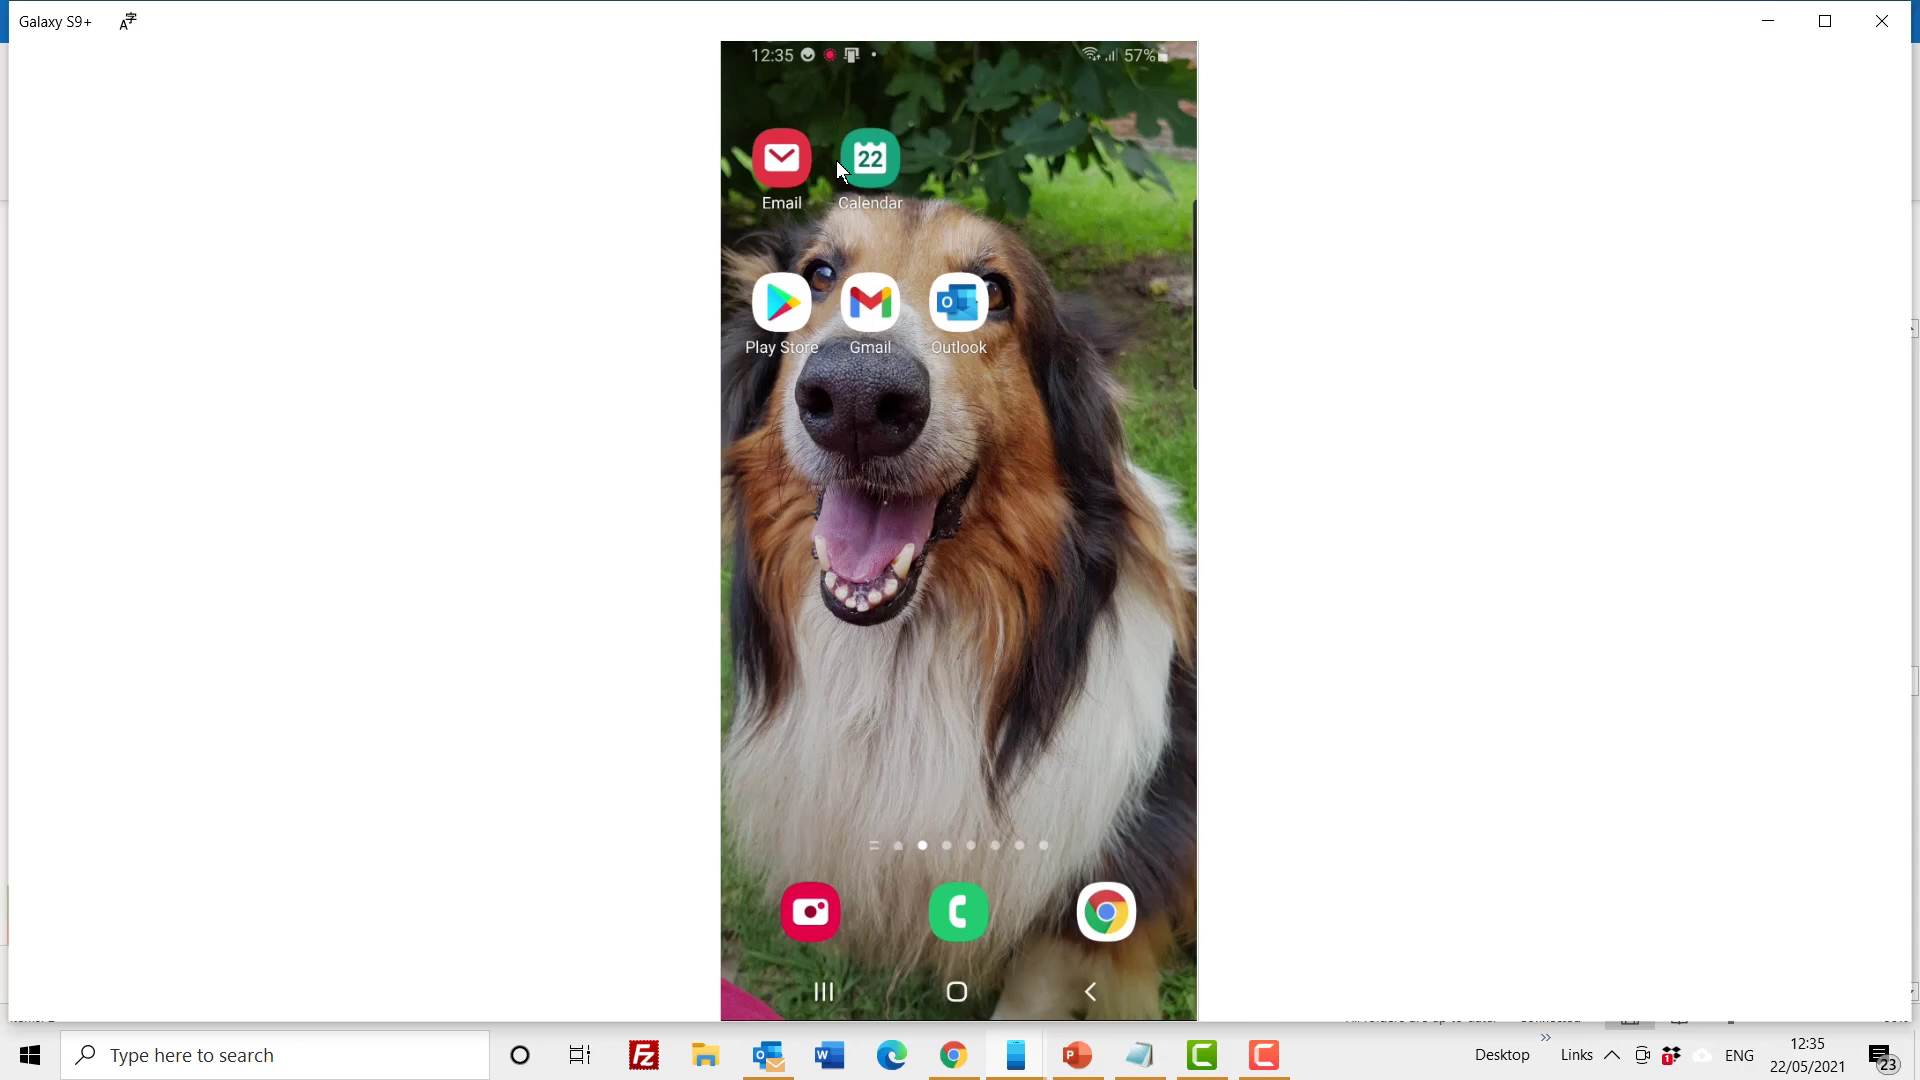 Galaxy S9+
12:35
57%
22
Email
Calendar
Play Store
Gmail
Outlook
Type here to search
Desktop
Links
ENG
12:35
22/05/2021
23